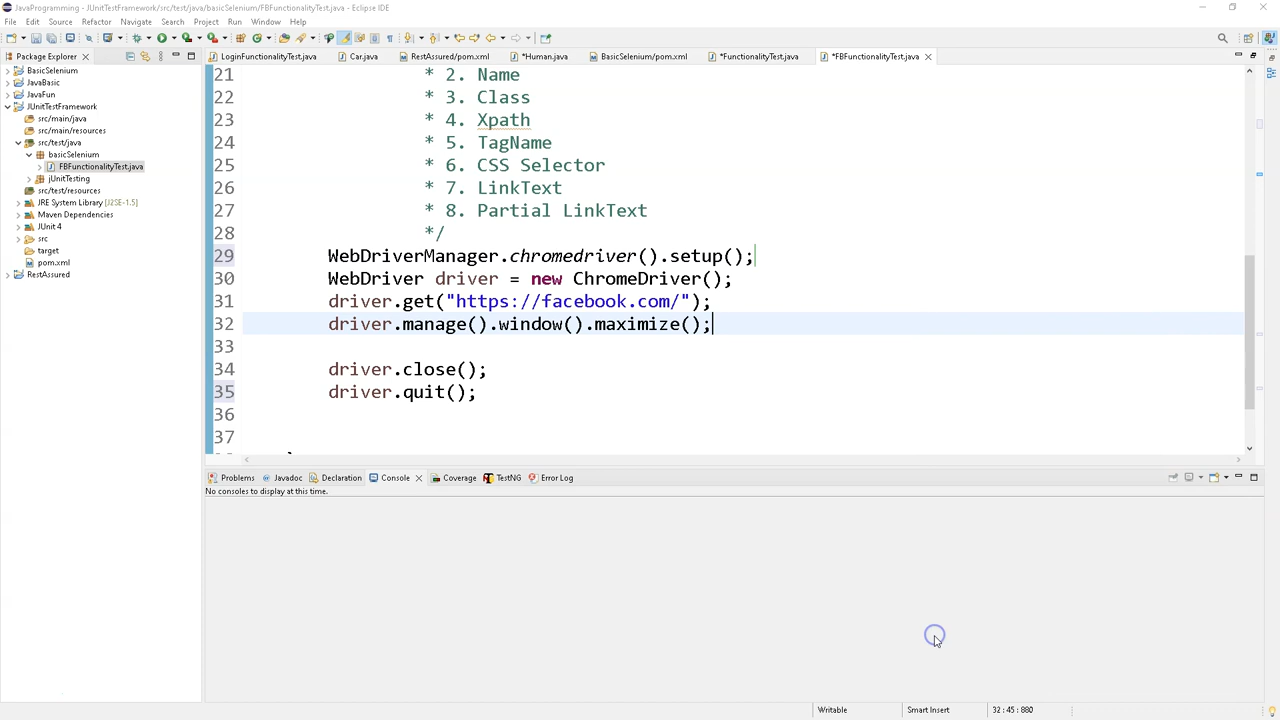 JavaProgramming - JUnitTestFramework/src/test/java/basicSelenium/FBFunctionalityTest.java - Eclipse IDE
File Edit Source Refactor Navigate Search Project Run Window Help
Package Explorer
BasicSelenium
JavaBasic
JavaFun
JUnitTestFramework
src/main/java
src/main/resources
src/test/java
basicSelenium
FBFunctionalityTest.java
jUnitTesting
src/test/resources
JRE System Library [J2SE-1.5]
Maven Dependencies
JUnit 4
src
target
pom.xml
RestAssured
LoginFunctionalityTest.java Car.java RestAssured/pom.xml *Human.java BasicSelenium/pom.xml *FunctionalityTest.java *FBFunctionalityTest.java
21 * 2. Name
22 * 3. Class
23 * 4. Xpath
24 * 5. TagName
25 * 6. CSS Selector
26 * 7. LinkText
27 * 8. Partial LinkText
28 */
29 WebDriverManager.chromedriver().setup();
30 WebDriver driver = new ChromeDriver();
31 driver.get("https://facebook.com/");
32 driver.manage().window().maximize();
33
34 driver.close();
35 driver.quit();
36
37
Problems Javadoc Declaration Console Coverage TestNG Error Log
No consoles to display at this time.
Writable Smart Insert 32 : 45 : 880